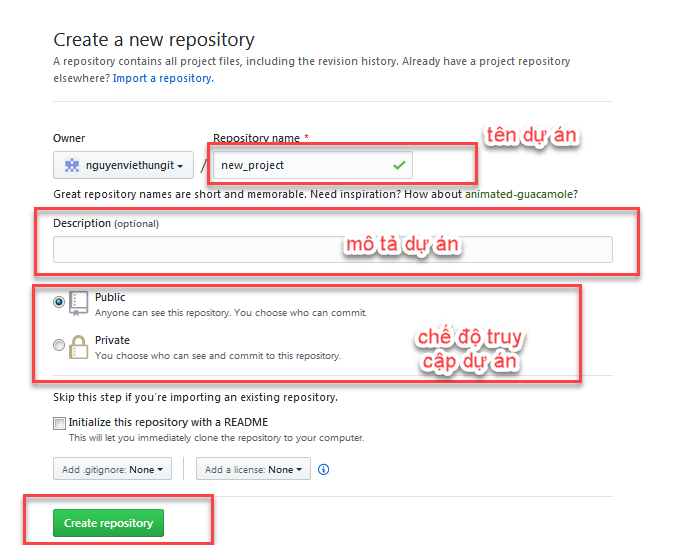 Create a new repository
A repository contains all project files, including the revision history. Already have a project repository
elsewhere? Import a repository.
Owner
Repository name *
tên dự án
nguyenviethungit
/
new_project
Great repository names are short and memorable. Need inspiration? How about animated-guacamole?
Description (optional)
mô tả dự án
Public
Anyone can see this repository. You choose who can commit.
Private
You choose who can see and commit to this repository.
chế độ truy
cập dự án
Skip this step if you're importing an existing repository.
Initialize this repository with a README
This will let you immediately clone the repository to your computer.
Add .gitignore: None
Add a license: None
Create repository